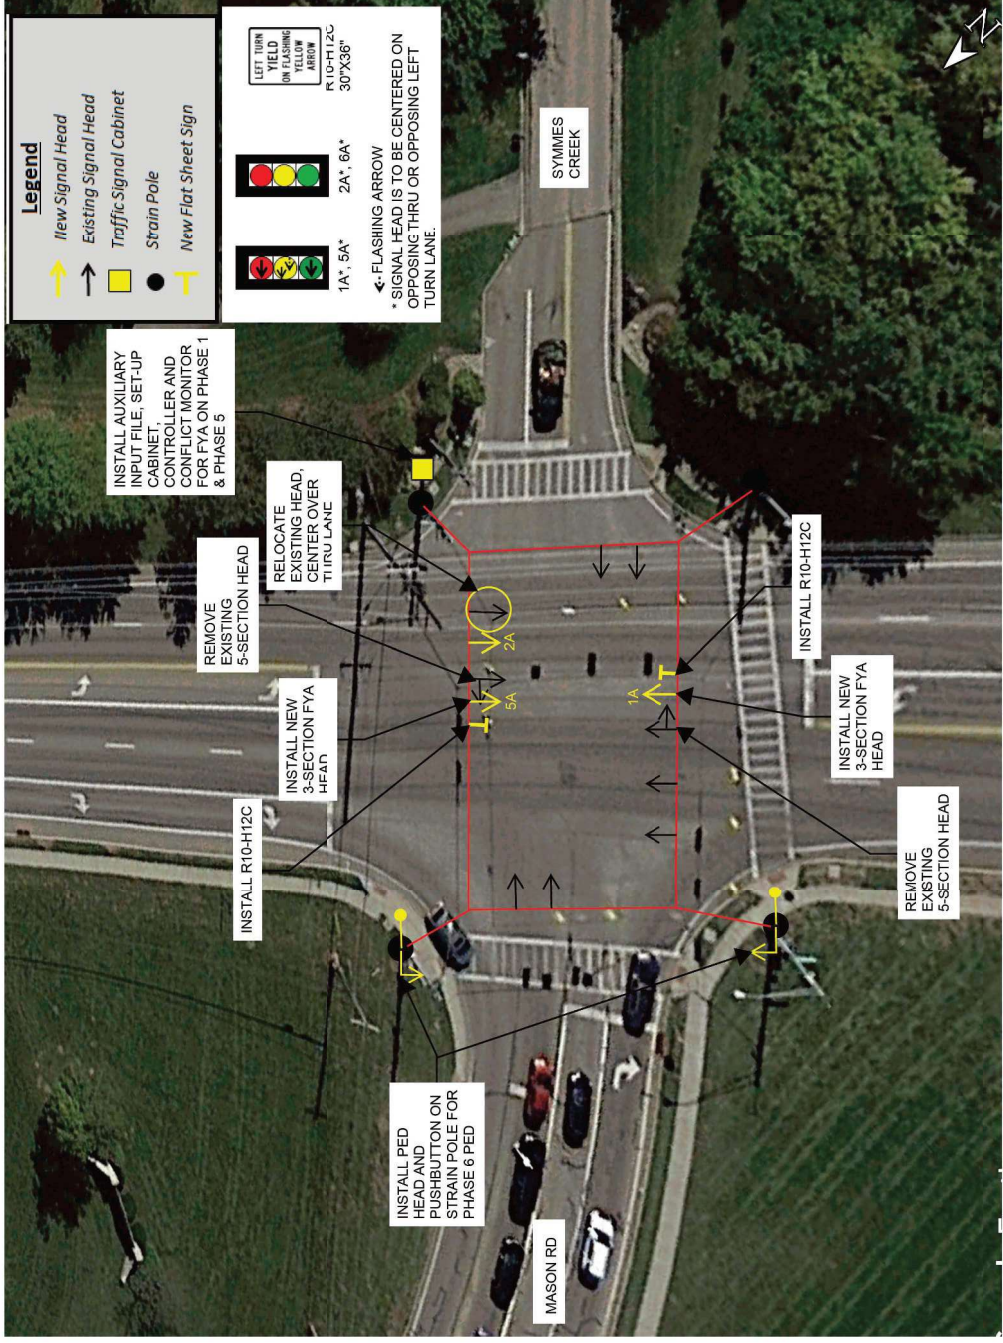 Legend
New Signal Head
Existing Signal Head
Traffic Signal Cabinet
Strain Pole
New Flat Sheet Sign
LEFT TURN
YIELD
ON FLASHING
YELLOW
ARROW
R10-H12C
30"X36"
2A*, 6A*
1A*, 5A*
FLASHING ARROW
* SIGNAL HEAD IS TO BE CENTERED ON
OPPOSING THRU OR OPPOSING LEFT
TURN LANE.
N
SYMMES
CREEK
INSTALL AUXILIARY
INPUT FILE, SET-UP
CABINET,
CONTROLLER AND
CONFLICT MONITOR
FOR FYA ON PHASE 1
& PHASE 5
RELOCATE
EXISTING HEAD,
CENTER OVER
THRU LANE
REMOVE
EXISTING
5-SECTION HEAD
INSTALL NEW
3-SECTION FYA
HEAD
INSTALL R10-H12C
2A
5A
1A
INSTALL R10-H12C
INSTALL NEW
3-SECTION FYA
HEAD
REMOVE
EXISTING
5-SECTION HEAD
INSTALL PED
HEAD AND
PUSHBUTTON ON
STRAIN POLE FOR
PHASE 6 PED
MASON RD